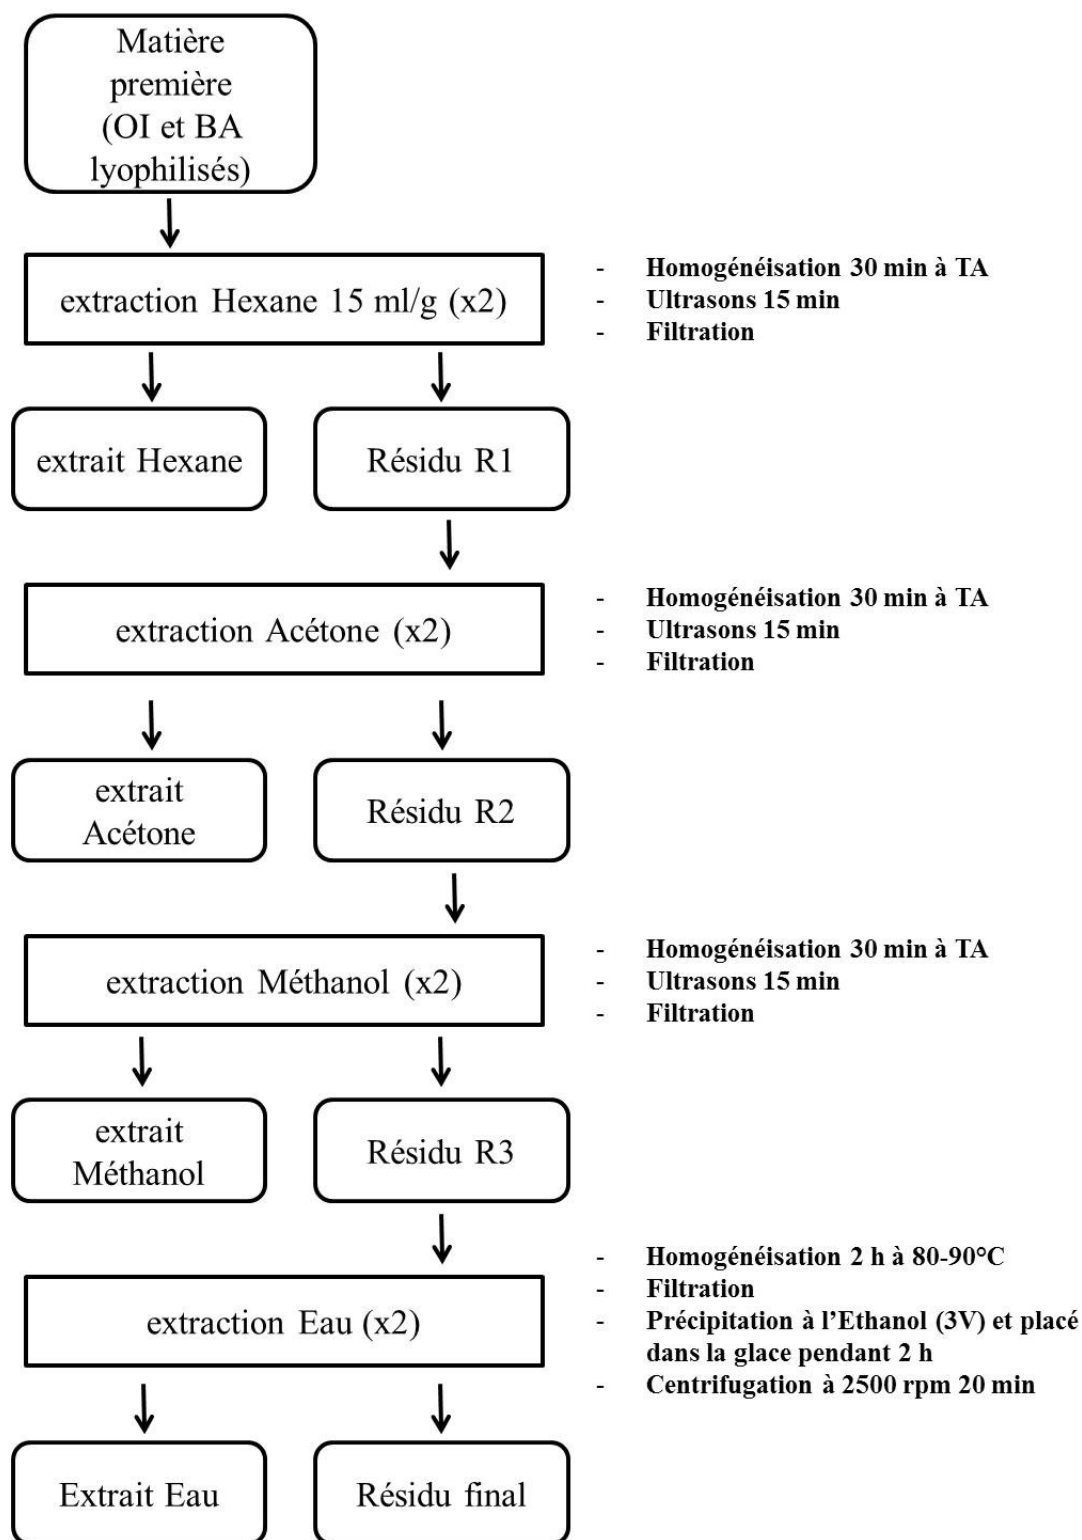 Matière
première
(OI et BA
lyophilisés)
extraction Hexane 15 ml/g (x2)
- Homogénéisation 30 min à TA
- Ultrasons 15 min
- Filtration
extrait Hexane
Résidu R1
extraction Acétone (x2)
- Homogénéisation 30 min à TA
- Ultrasons 15 min
- Filtration
extrait
Acétone
Résidu R2
extraction Méthanol (x2)
- Homogénéisation 30 min à TA
- Ultrasons 15 min
- Filtration
extrait
Méthanol
Résidu R3
extraction Eau (x2)
- Homogénéisation 2 h à 80-90°C
- Filtration
- Précipitation à l’Ethanol (3V) et placé
dans la glace pendant 2 h
- Centrifugation à 2500 rpm 20 min
Extrait Eau
Résidu final